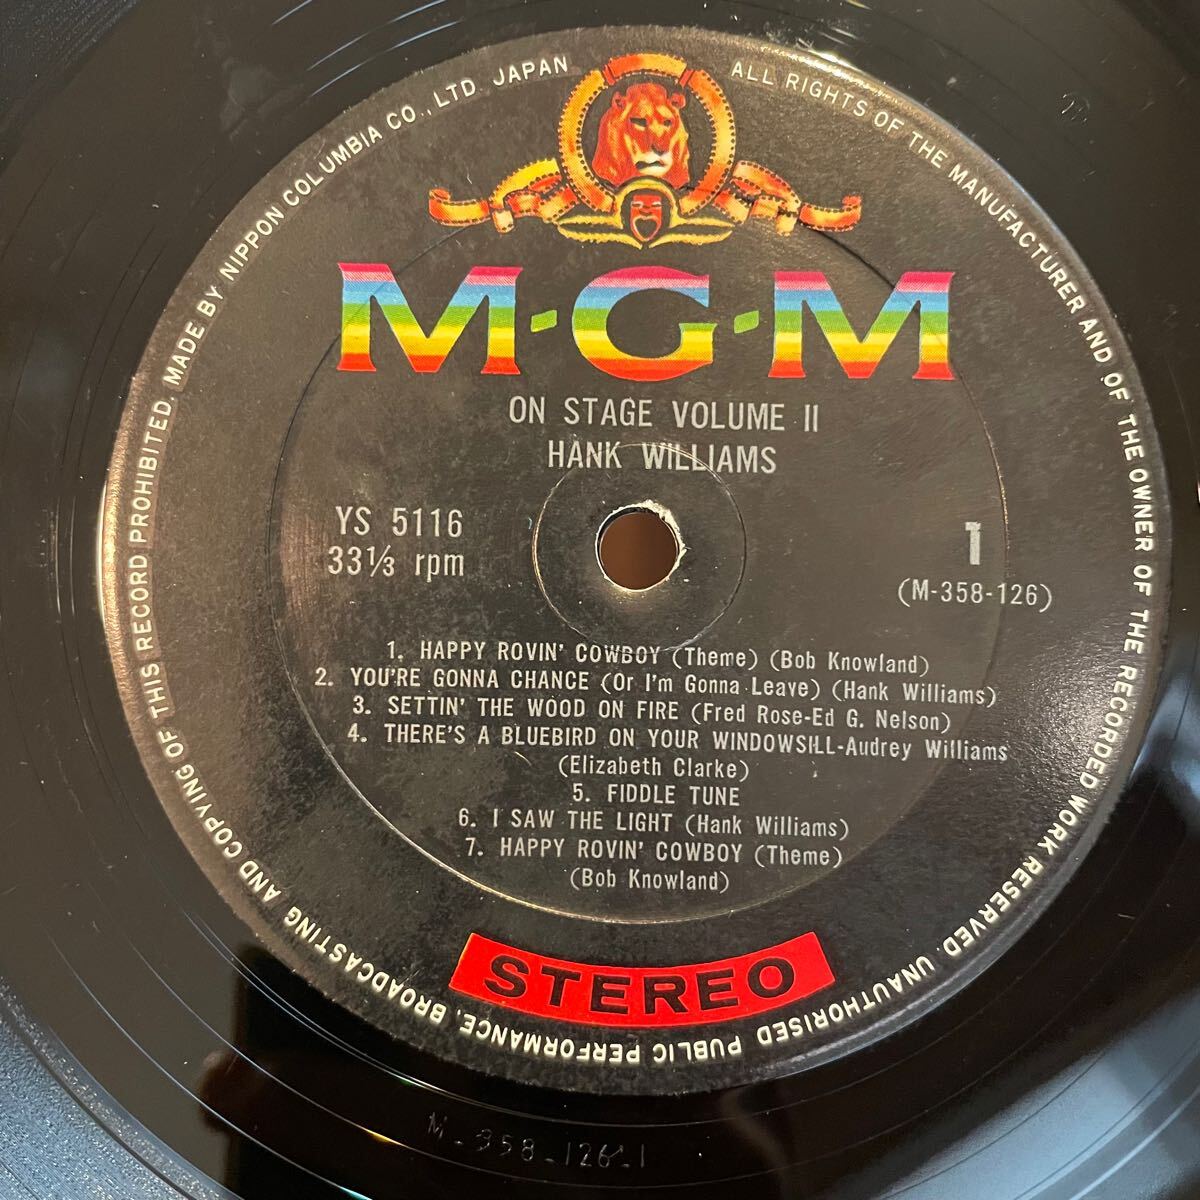 MADE BY NIPPON COLUMBIA CO., LTD. JAPAN
ALL RIGHTS OF THE MANUFACTURER AND OF THE OWNER OF THE RECORDED WORK RESERVED. UNAUTHORISED PUBLIC PERFORMANCE, BROADCASTING AND COPYING OF THIS RECORD PROHIBITED.
M·G·M
ON STAGE VOLUME II
HANK WILLIAMS
YS 5116
33⅓ rpm
1
(M-358-126)
1. HAPPY ROVIN' COWBOY (Theme) (Bob Knowland)
2. YOU'RE GONNA CHANCE (Or I'm Gonna Leave) (Hank Williams)
3. SETTIN' THE WOOD ON FIRE (Fred Rose-Ed G. Nelson)
4. THERE'S A BLUEBIRD ON YOUR WINDOWSILL-Audrey Williams
(Elizabeth Clarke)
5. FIDDLE TUNE
6. I SAW THE LIGHT (Hank Williams)
7. HAPPY ROVIN' COWBOY (Theme)
(Bob Knowland)
STEREO
M-358-126-1